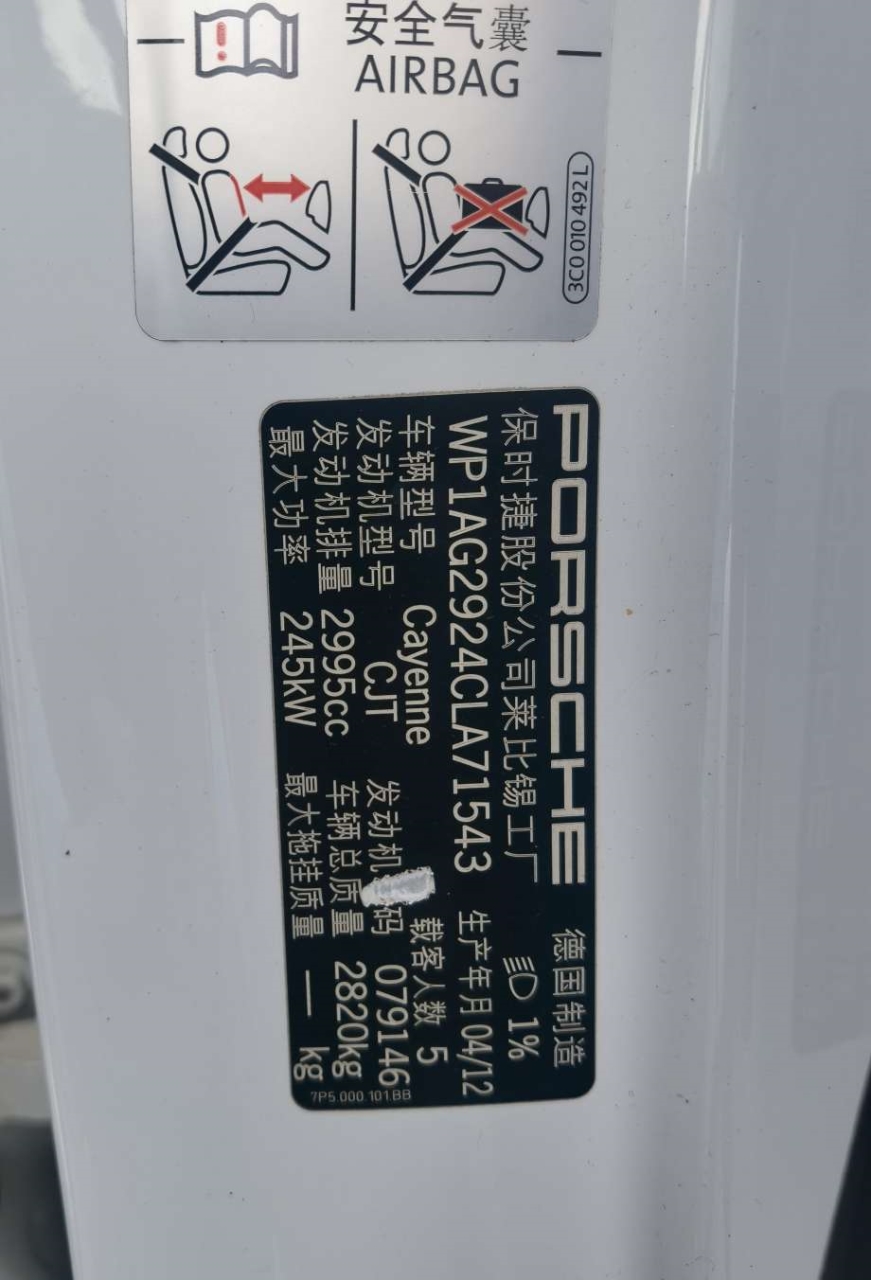 安全气囊
AIRBAG
3C0 010 492 L
PORSCHE 德国制造
保时捷股份公司莱比锡工厂 1%
WP1AG2924CLA71543 生产年月 04/12
车辆型号 Cayenne 载客人数 5
发动机型号 CJT 发动机 码 079146
发动机排量 2995cc 车辆总质量 2820kg
最大功率 245kW 最大拖挂质量 — kg
7P5.000.101.BB